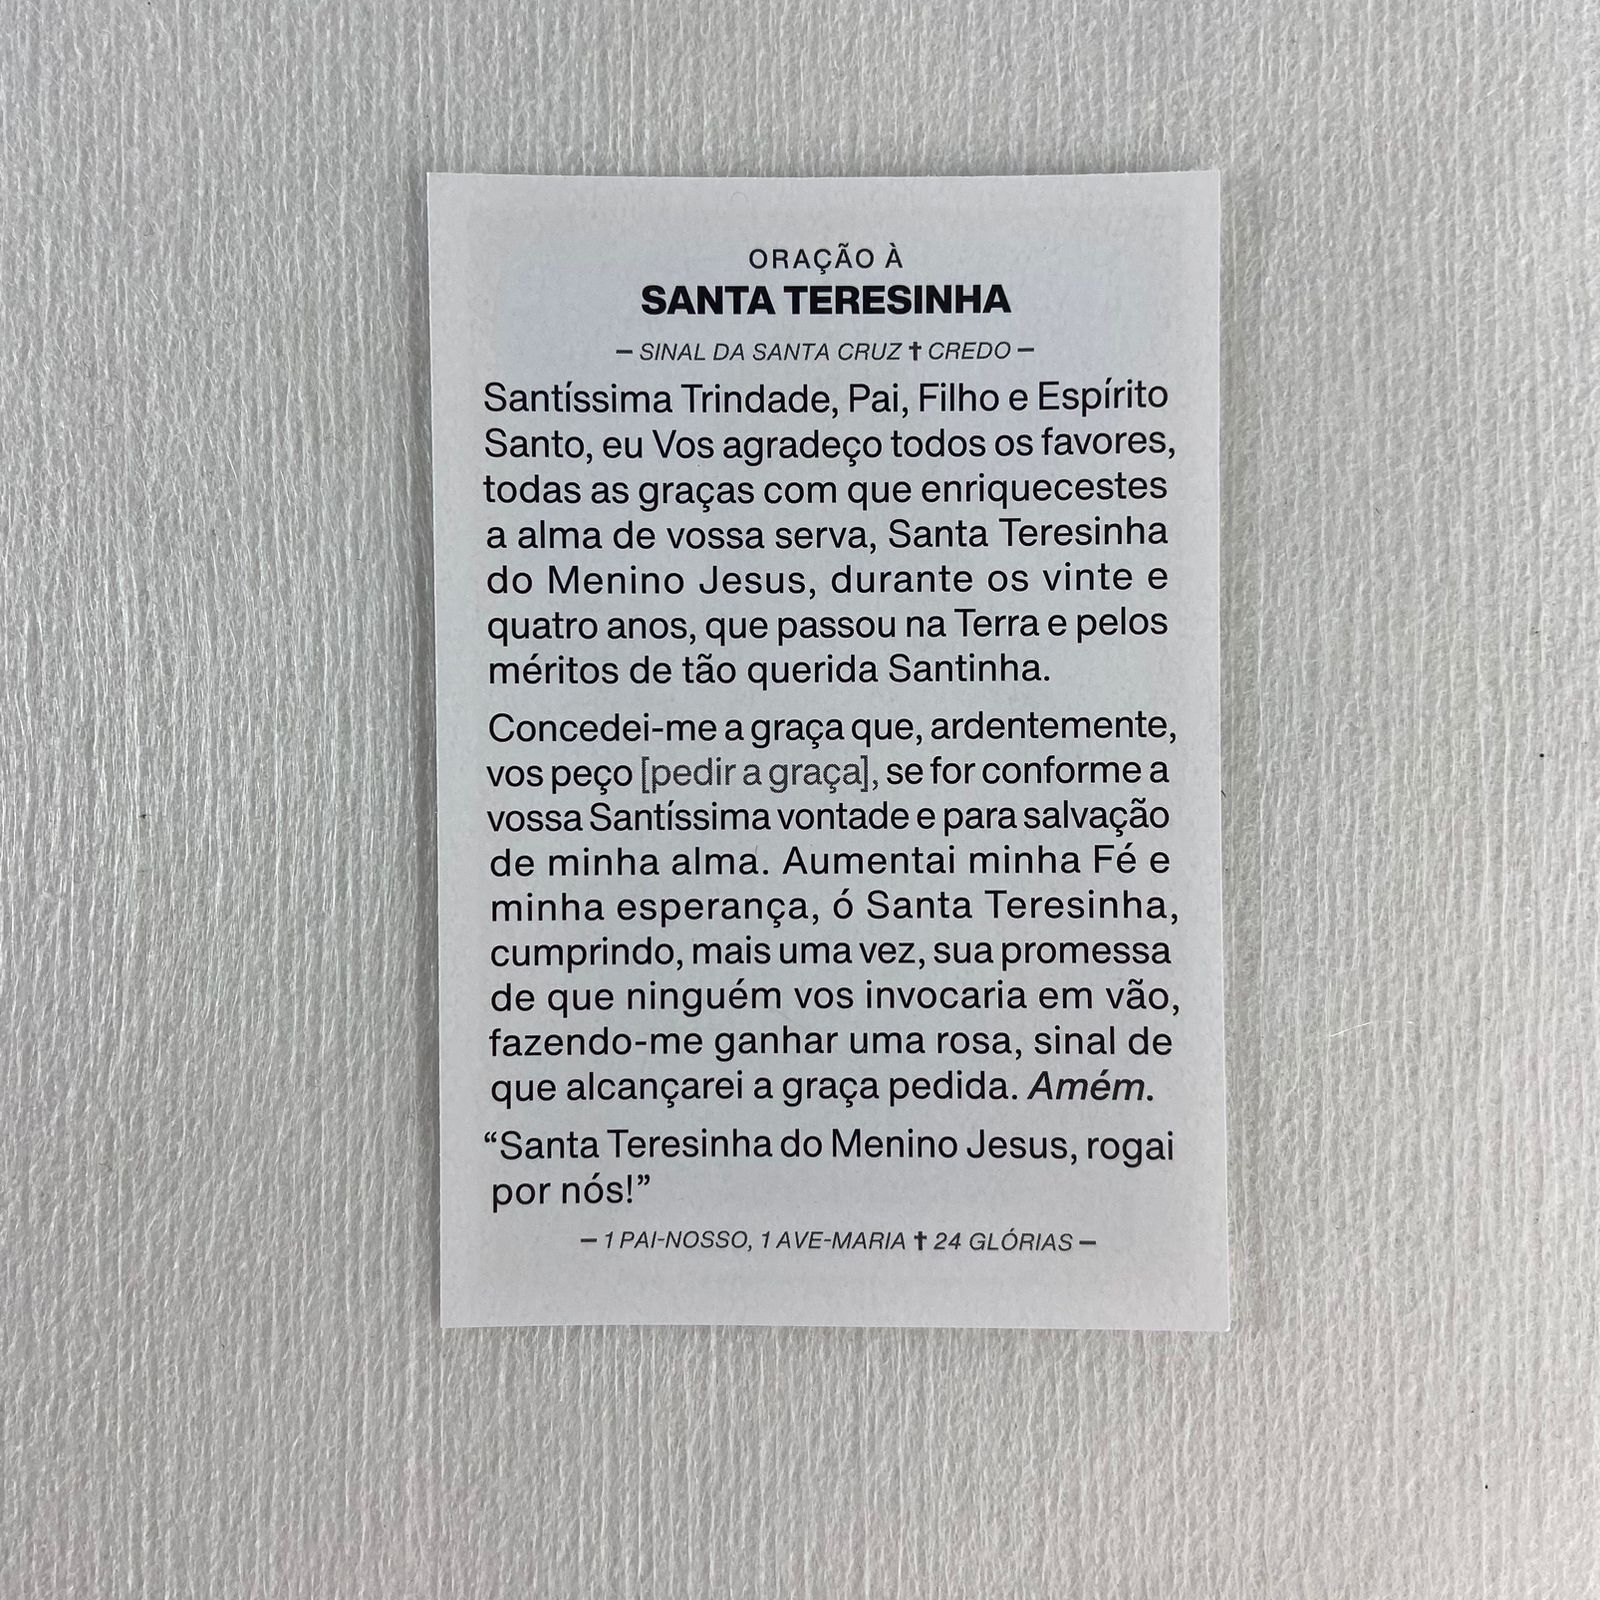 ORAÇÃO À
SANTA TERESINHA
– SINAL DA SANTA CRUZ ✝ CREDO –
Santíssima Trindade, Pai, Filho e Espírito
Santo, eu Vos agradeço todos os favores,
todas as graças com que enriquecestes
a alma de vossa serva, Santa Teresinha
do Menino Jesus, durante os vinte e
quatro anos, que passou na Terra e pelos
méritos de tão querida Santinha.
Concedei-me a graça que, ardentemente,
vos peço [pedir a graça], se for conforme a
vossa Santíssima vontade e para salvação
de minha alma. Aumentai minha Fé e
minha esperança, ó Santa Teresinha,
cumprindo, mais uma vez, sua promessa
de que ninguém vos invocaria em vão,
fazendo-me ganhar uma rosa, sinal de
que alcançarei a graça pedida. Amém.
“Santa Teresinha do Menino Jesus, rogai
por nós!”
– 1 PAI-NOSSO, 1 AVE-MARIA ✝ 24 GLÓRIAS –